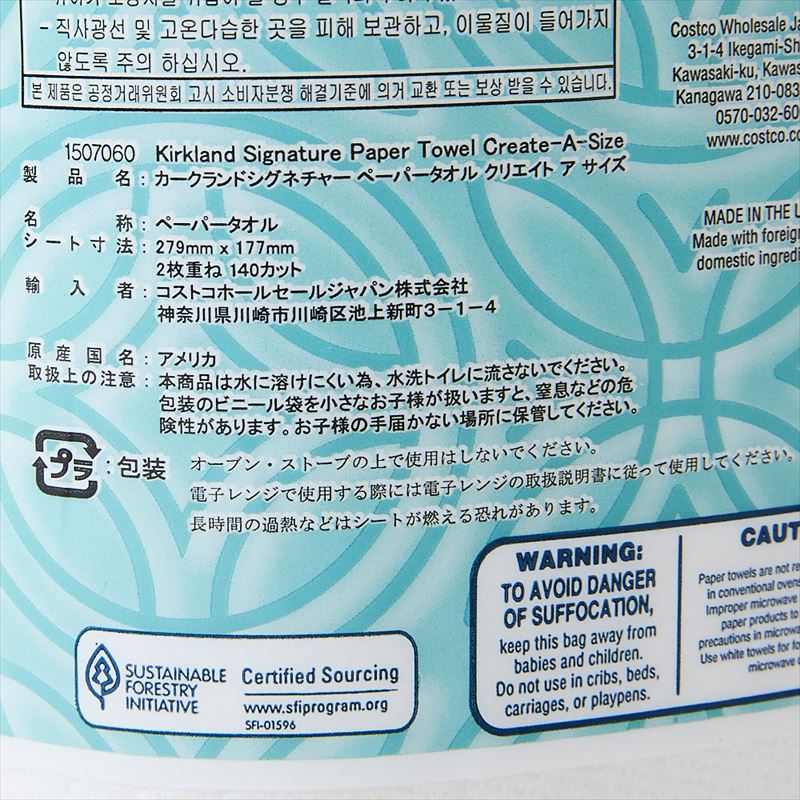 - 직사광선 및 고온다습한 곳을 피해 보관하고, 이물질이 들어가지
않도록 주의 하십시오.
본 제품은 공정거래위원회 고시 소비자분쟁 해결기준에 의거 교환 또는 보상 받을 수 있습니다.
Costco Wholesale
3-1-4
Kawasaki-ku,
Kanagawa
www.costco
1507060 Kirkland Signature Paper Towel Create-A-Size
製品名:カークランドシグネチャー ペーパータオル クリエイト ア サイズ
名称:ペーパータオル
シート寸法:279mm x 177mm
2枚重ね 140カット
輸入者:コストコホールセールジャパン株式会社
神奈川県川崎市川崎区池上新町3-1-4
MADE IN THE
Made with
domestic
原産国名:アメリカ
取扱上の注意:本商品は水に溶けにくい為、水洗トイレに流さないでください。
包装のビニール袋を小さなお子様が扱いますと、窒息などの危
険性があります。お子様の手届かない場所に保管してください。
プラ:包装
オーブン・ストーブの上で使用はしないでください。
電子レンジで使用する際には電子レンジの取扱説明書に従って使用してください。
長時間の過熱などはシートが燃える恐れがあります。
WARNING:
TO AVOID DANGER
OF SUFFOCATION,
keep this bag away from
babies and children.
Do not use in cribs, beds,
carriages, or playpens.
Paper towels are not
in conventional
Improper microwave
paper products to
precautions in
Use white towels for
microwave
SUSTAINABLE
FORESTRY
INITIATIVE
Certified Sourcing
www.sfiprogram.org
SFI-01596